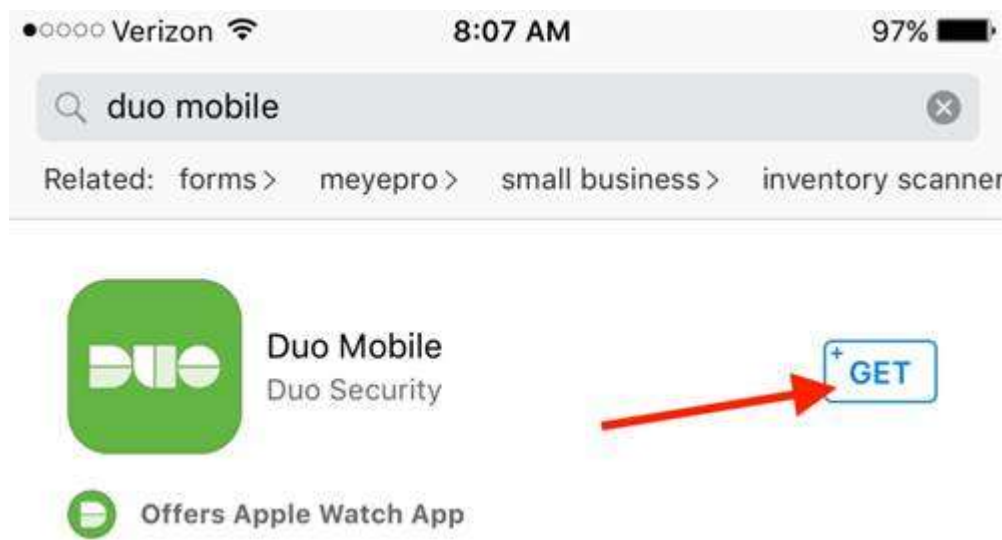 Verizon 8:07 AM 97%
duo mobile
Related: forms > meyepro > small business > inventory scanner
DUO
Duo Mobile
Duo Security
+ GET
D Offers Apple Watch App